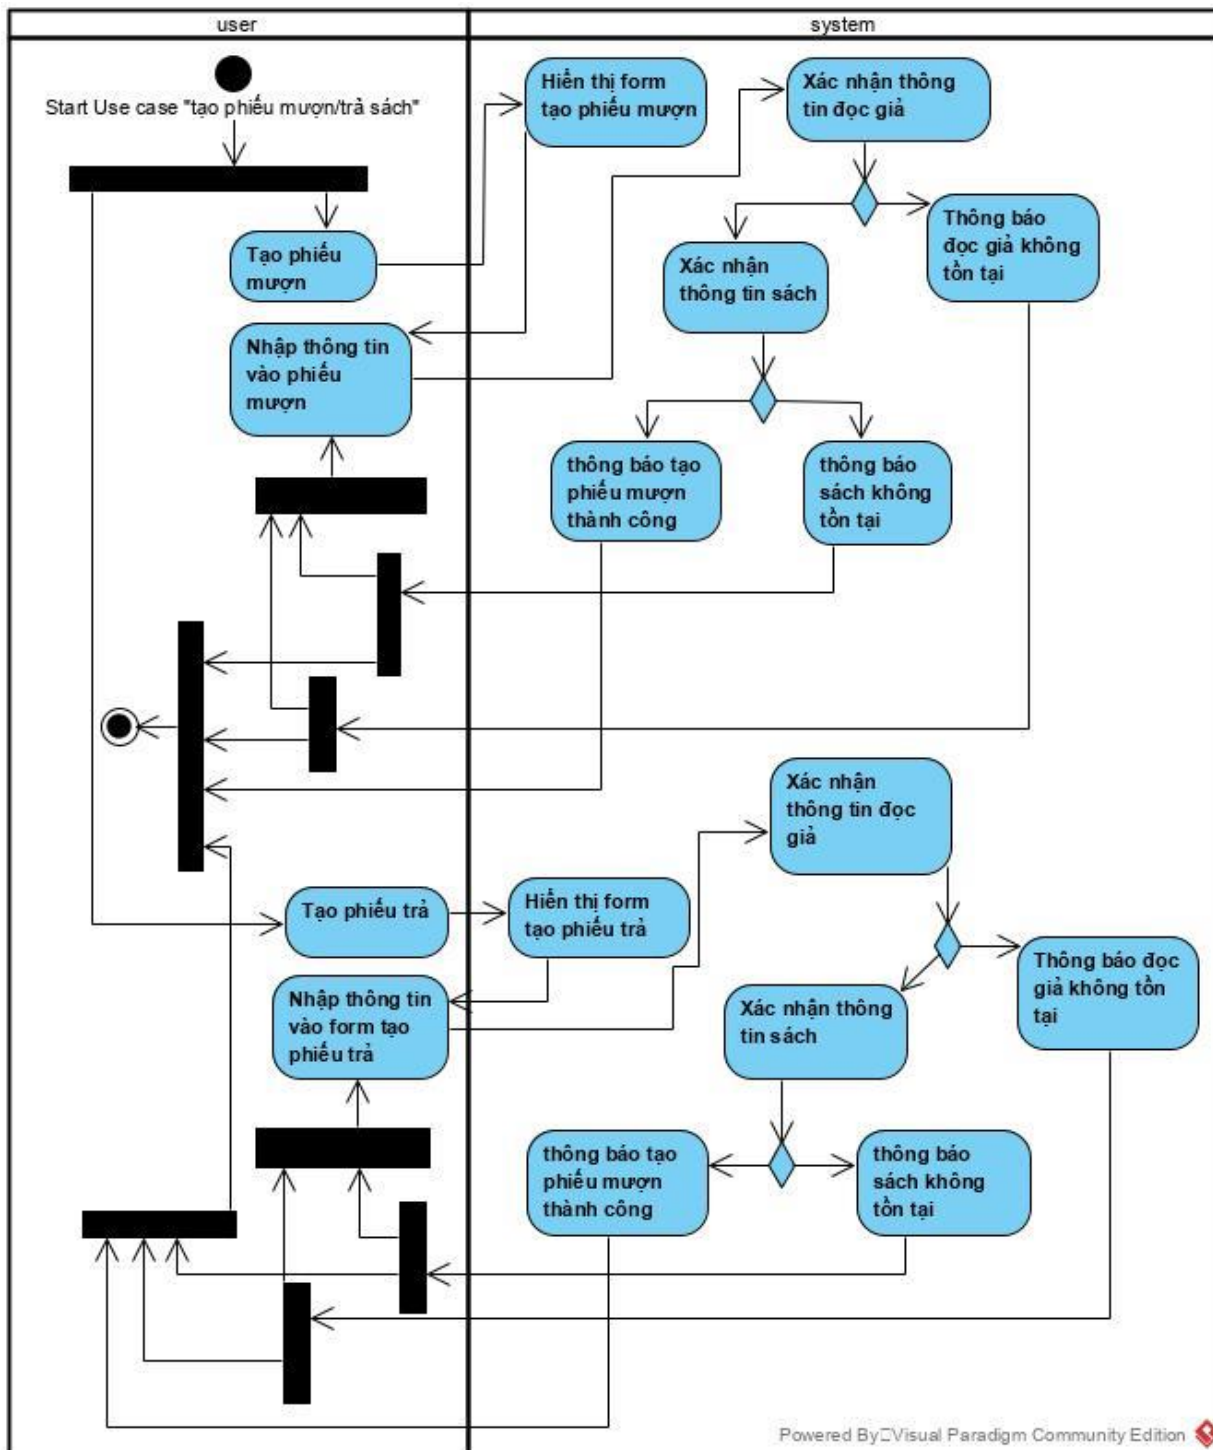 user
system
Start Use case "tạo phiếu mượn/trả sách"
Hiển thị form
tạo phiếu mượn
Xác nhận thông
tin đọc giả
Tạo phiếu
mượn
Xác nhận
thông tin sách
Thông báo
đọc giả không
tồn tại
Nhập thông tin
vào phiếu
mượn
thông báo tạo
phiếu mượn
thành công
thông báo
sách không
tồn tại
Xác nhận
thông tin đọc
giả
Tạo phiếu trả
Hiển thị form
tạo phiếu trả
Thông báo đọc
giả không tồn
tại
Nhập thông tin
vào form tạo
phiếu trả
Xác nhận thông
tin sách
thông báo tạo
phiếu mượn
thành công
thông báo
sách không
tồn tại
Powered By□Visual Paradigm Community Edition